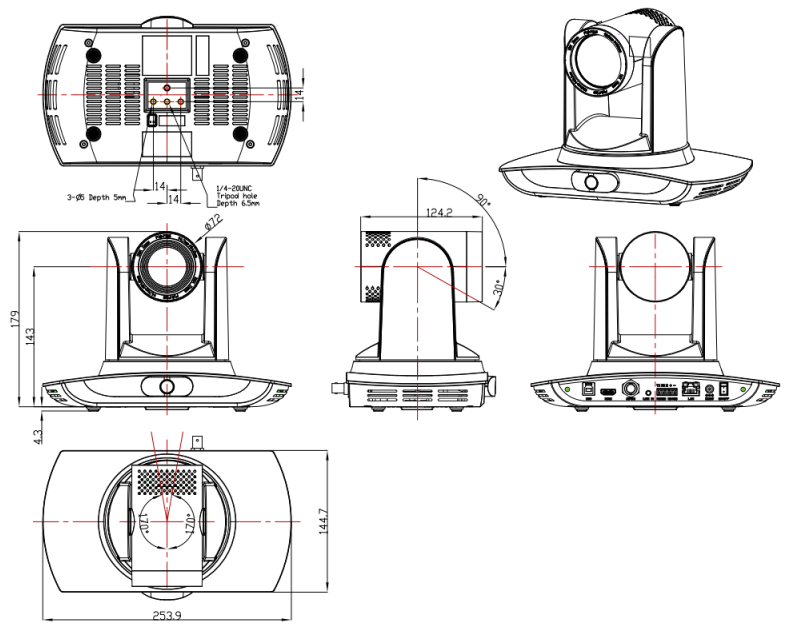 14
14
14
3-Ø5 Depth 5mm
1/4-20UNC
Tripod hole
Depth 6.5mm
Ø72
179
143
4.3
124.2
90°
30°
170°
170°
144.7
253.9